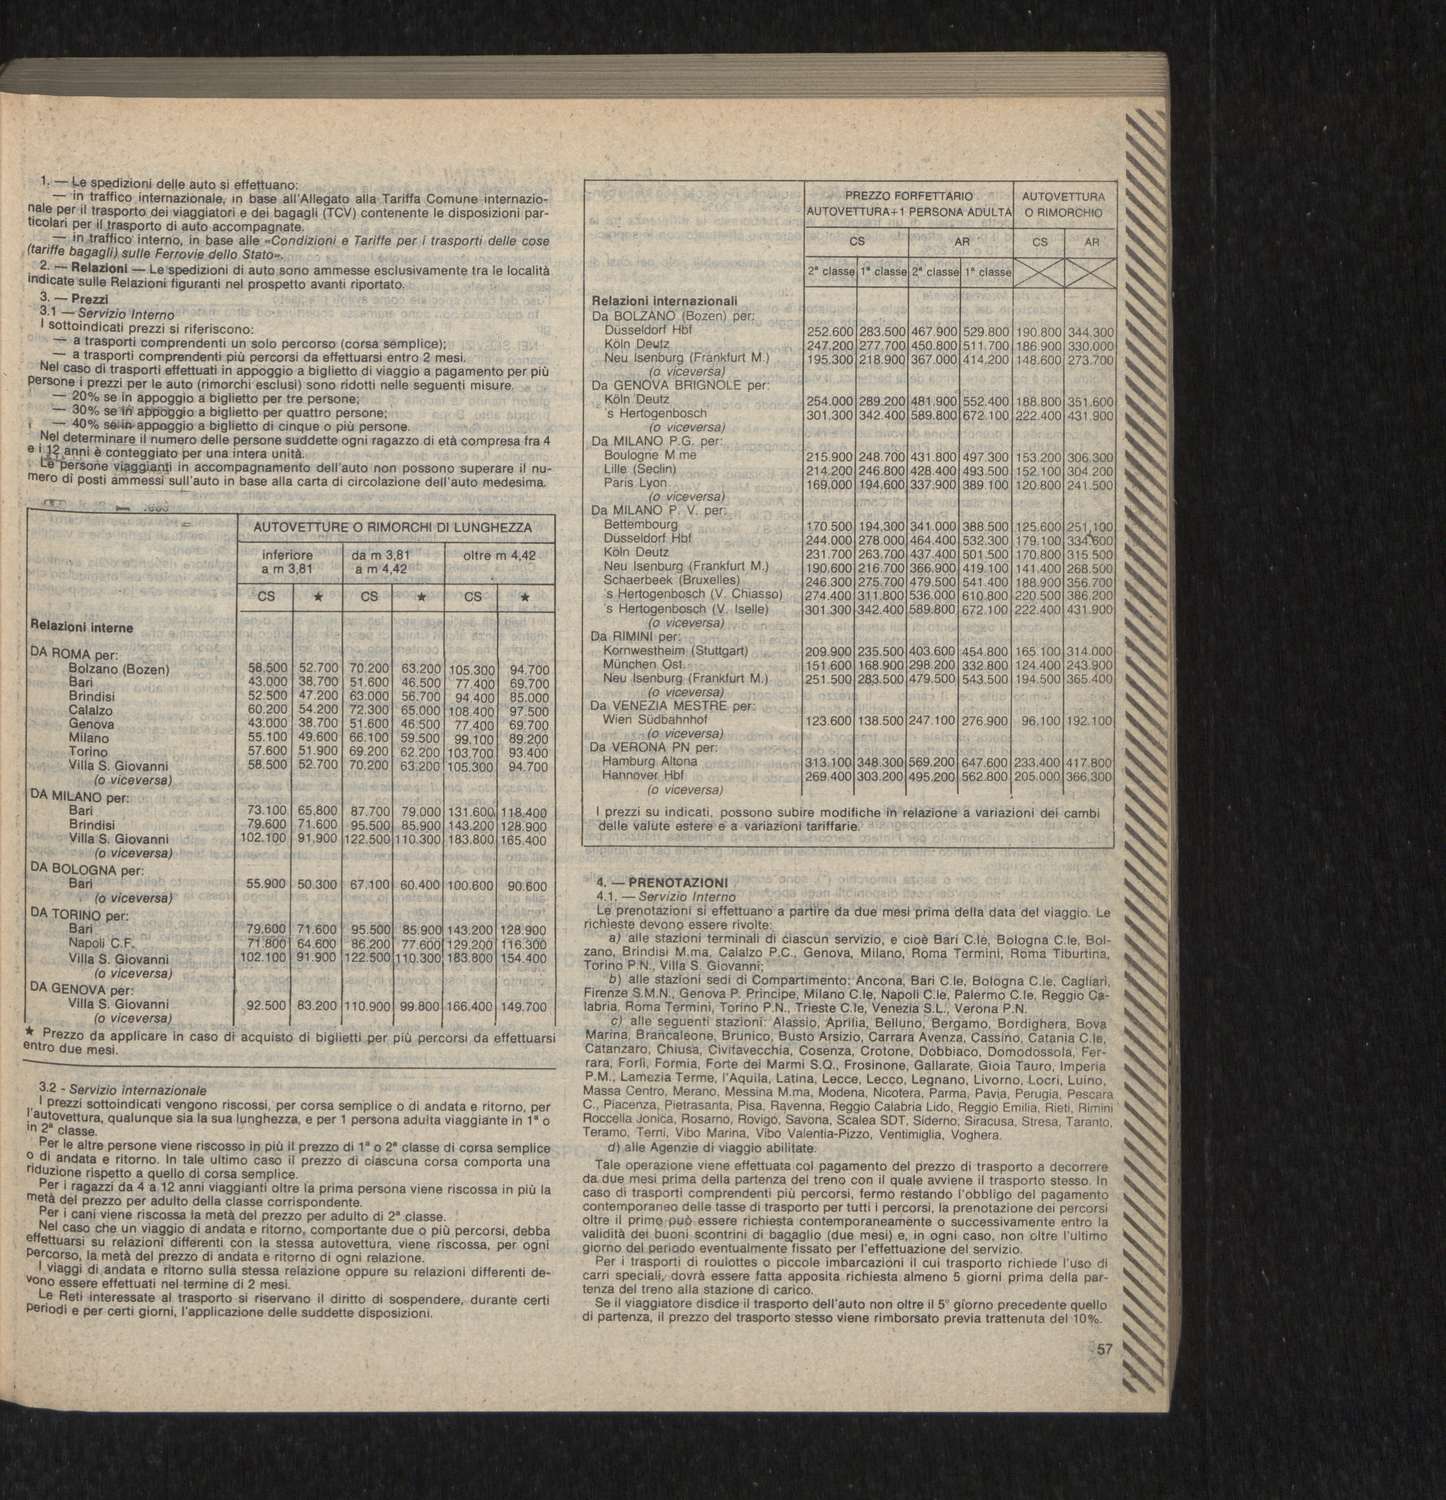 1. — Le spedizioni delle auto si effettuano:
— in traffico internazionale, in base all'Allegato alla Tariffa Comune internazio-
nale per il trasporto dei viaggiatori e dei bagagli (TCV) contenente le disposizioni par-
ticolari per il trasporto di auto accompagnate.
— in traffico interno, in base alle «Condizioni e Tariffe per i trasporti delle cose
(tariffe bagagli) sulle Ferrovie dello Stato».
2. — Relazioni — Le spedizioni di auto sono ammesse esclusivamente tra le località
indicate sulle Relazioni figuranti nel prospetto avanti riportato.
3. — Prezzi
3.1 — Servizio Interno
I sottoindicati prezzi si riferiscono:
— a trasporti comprendenti un solo percorso (corsa semplice);
— a trasporti comprendenti più percorsi da effettuarsi entro 2 mesi.
Nel caso di trasporti effettuati in appoggio a biglietto di viaggio a pagamento per più
persone i prezzi per le auto (rimorchi esclusi) sono ridotti nelle seguenti misure.
— 20% se in appoggio a biglietto per tre persone;
— 30% se in appoggio a biglietto per quattro persone;
— 40% se in appoggio a biglietto di cinque o più persone.
Nel determinare il numero delle persone suddette ogni ragazzo di età compresa fra 4
e i 12 anni è conteggiato per una intera unità.
Le persone viaggianti in accompagnamento dell'auto non possono superare il nu-
mero di posti ammessi sull'auto in base alla carta di circolazione dell'auto medesima.
AUTOVETTURE O RIMORCHI DI LUNGHEZZA
inferiore a m 3,81 da m 3,81 a m 4,42 oltre m 4,42
CS ★ CS ★ CS ★
Relazioni interne
DA ROMA per:
Bolzano (Bozen) 58.500 52.700 70.200 63.200 105.300 94.700
Bari 43.000 38.700 51.600 46.500 77.400 69.700
Brindisi 52.500 47.200 63.000 56.700 94.400 85.000
Calalzo 60.200 54.200 72.300 65.000 108.400 97.500
Genova 43.000 38.700 51.600 46.500 77.400 69.700
Milano 55.100 49.600 66.100 59.500 99.100 89.200
Torino 57.600 51.900 69.200 62.200 103.700 93.400
Villa S. Giovanni 58.500 52.700 70.200 63.200 105.300 94.700
(o viceversa)
DA MILANO per:
Bari 73.100 65.800 87.700 79.000 131.600 118.400
Brindisi 79.600 71.600 95.500 85.900 143.200 128.900
Villa S. Giovanni 102.100 91.900 122.500 110.300 183.800 165.400
(o viceversa)
DA BOLOGNA per:
Bari 55.900 50.300 67.100 60.400 100.600 90.600
(o viceversa)
DA TORINO per:
Bari 79.600 71.600 95.500 85.900 143.200 128.900
Napoli C.F. 71.800 64.600 86.200 77.600 129.200 116.300
Villa S. Giovanni 102.100 91.900 122.500 110.300 183.800 154.400
(o viceversa)
DA GENOVA per:
Villa S. Giovanni 92.500 83.200 110.900 99.800 166.400 149.700
(o viceversa)
★ Prezzo da applicare in caso di acquisto di biglietti per più percorsi da effettuarsi
entro due mesi.
3.2 - Servizio internazionale
I prezzi sottoindicati vengono riscossi, per corsa semplice o di andata e ritorno, per
l'autovettura, qualunque sia la sua lunghezza, e per 1 persona adulta viaggiante in 1ª o
in 2ª classe.
Per le altre persone viene riscosso in più il prezzo di 1ª o 2ª classe di corsa semplice
o di andata e ritorno. In tale ultimo caso il prezzo di ciascuna corsa comporta una
riduzione rispetto a quello di corsa semplice.
Per i ragazzi da 4 a 12 anni viaggianti oltre la prima persona viene riscossa in più la
metà del prezzo per adulto della classe corrispondente.
Per i cani viene riscossa la metà del prezzo per adulto di 2ª classe.
Nel caso che un viaggio di andata e ritorno, comportante due o più percorsi, debba
effettuarsi su relazioni differenti con la stessa autovettura, viene riscossa, per ogni
percorso, la metà del prezzo di andata e ritorno di ogni relazione.
I viaggi di andata e ritorno sulla stessa relazione oppure su relazioni differenti de-
vono essere effettuati nel termine di 2 mesi.
Le Reti interessate al trasporto si riservano il diritto di sospendere, durante certi
periodi e per certi giorni, l'applicazione delle suddette disposizioni.
PREZZO FORFETTARIO AUTOVETTURA+1 PERSONA ADULTA AUTOVETTURA O RIMORCHIO
CS AR CS AR
2ª classe 1ª classe 2ª classe 1ª classe
Relazioni internazionali
Da BOLZANO (Bozen) per:
Düsseldorf Hbf 252.600 283.500 467.900 529.800 190.800 344.300
Köln Deutz 247.200 277.700 450.800 511.700 186.900 330.000
Neu Isenburg (Frankfurt M.) 195.300 218.900 367.000 414.200 148.600 273.700
(o viceversa)
Da GENOVA BRIGNOLE per:
Köln Deutz 254.000 289.200 481.900 552.400 188.800 351.600
's Hertogenbosch 301.300 342.400 589.800 672.100 222.400 431.900
(o viceversa)
Da MILANO P.G. per:
Boulogne M.me 215.900 248.700 431.800 497.300 153.200 306.300
Lille (Seclin) 214.200 246.800 428.400 493.500 152.100 304.200
Paris Lyon 169.000 194.600 337.900 389.100 120.800 241.500
(o viceversa)
Da MILANO P. V. per:
Bettembourg 170.500 194.300 341.000 388.500 125.600 251.100
Düsseldorf Hbf 244.000 278.000 464.400 532.300 179.100 334.600
Köln Deutz 231.700 263.700 437.400 501.500 170.800 315.500
Neu Isenburg (Frankfurt M.) 190.600 216.700 366.900 419.100 141.400 268.500
Schaerbeek (Bruxelles) 246.300 275.700 479.500 541.400 188.900 356.700
's Hertogenbosch (V. Chiasso) 274.400 311.800 536.000 610.800 220.500 386.200
's Hertogenbosch (V. Iselle) 301.300 342.400 589.800 672.100 222.400 431.900
(o viceversa)
Da RIMINI per:
Kornwestheim (Stuttgart) 209.900 235.500 403.600 454.800 165.100 314.000
München Ost 151.600 168.900 298.200 332.800 124.400 243.900
Neu Isenburg (Frankfurt M.) 251.500 283.500 479.500 543.500 194.500 365.400
(o viceversa)
Da VENEZIA MESTRE per:
Wien Südbahnhof 123.600 138.500 247.100 276.900 96.100 192.100
(o viceversa)
Da VERONA PN per:
Hamburg Altona 313.100 348.300 569.200 647.600 233.400 417.800
Hannover Hbf 269.400 303.200 495.200 562.800 205.000 366.300
(o viceversa)
I prezzi su indicati, possono subire modifiche in relazione a variazioni dei cambi
delle valute estere e a variazioni tariffarie.
4. — PRENOTAZIONI
4.1. — Servizio Interno
Le prenotazioni si effettuano a partire da due mesi prima della data del viaggio. Le
richieste devono essere rivolte:
a) alle stazioni terminali di ciascun servizio, e cioè Bari C.le, Bologna C.le, Bol-
zano, Brindisi M.ma, Calalzo P.C., Genova, Milano, Roma Termini, Roma Tiburtina,
Torino P.N., Villa S. Giovanni;
b) alle stazioni sedi di Compartimento: Ancona, Bari C.le, Bologna C.le, Cagliari,
Firenze S.M.N., Genova P. Principe, Milano C.le, Napoli C.le, Palermo C.le, Reggio Ca-
labria, Roma Termini, Torino P.N., Trieste C.le, Venezia S.L., Verona P.N.
c) alle seguenti stazioni: Alassio, Aprilia, Belluno, Bergamo, Bordighera, Bova
Marina, Brancaleone, Brunico, Busto Arsizio, Carrara Avenza, Cassino, Catania C.le,
Catanzaro, Chiusa, Civitavecchia, Cosenza, Crotone, Dobbiaco, Domodossola, Fer-
rara, Forlì, Formia, Forte dei Marmi S.Q., Frosinone, Gallarate, Gioia Tauro, Imperia
P.M., Lamezia Terme, l'Aquila, Latina, Lecce, Lecco, Legnano, Livorno, Locri, Luino,
Massa Centro, Merano, Messina M.ma, Modena, Nicotera, Parma, Pavia, Perugia, Pescara
C., Piacenza, Pietrasanta, Pisa, Ravenna, Reggio Calabria Lido, Reggio Emilia, Rieti, Rimini
Roccella Jonica, Rosarno, Rovigo, Savona, Scalea SDT, Siderno, Siracusa, Stresa, Taranto,
Teramo, Terni, Vibo Marina, Vibo Valentia-Pizzo, Ventimiglia, Voghera.
d) alle Agenzie di viaggio abilitate.
Tale operazione viene effettuata col pagamento del prezzo di trasporto a decorrere
da due mesi prima della partenza del treno con il quale avviene il trasporto stesso. In
caso di trasporti comprendenti più percorsi, fermo restando l'obbligo del pagamento
contemporaneo delle tasse di trasporto per tutti i percorsi, la prenotazione dei percorsi
oltre il primo può essere richiesta contemporaneamente o successivamente entro la
validità dei buoni scontrini di bagaglio (due mesi) e, in ogni caso, non oltre l'ultimo
giorno del periodo eventualmente fissato per l'effettuazione del servizio.
Per i trasporti di roulottes o piccole imbarcazioni il cui trasporto richiede l'uso di
carri speciali, dovrà essere fatta apposita richiesta almeno 5 giorni prima della par-
tenza del treno alla stazione di carico.
Se il viaggiatore disdice il trasporto dell'auto non oltre il 5° giorno precedente quello
di partenza, il prezzo del trasporto stesso viene rimborsato previa trattenuta del 10%.
57